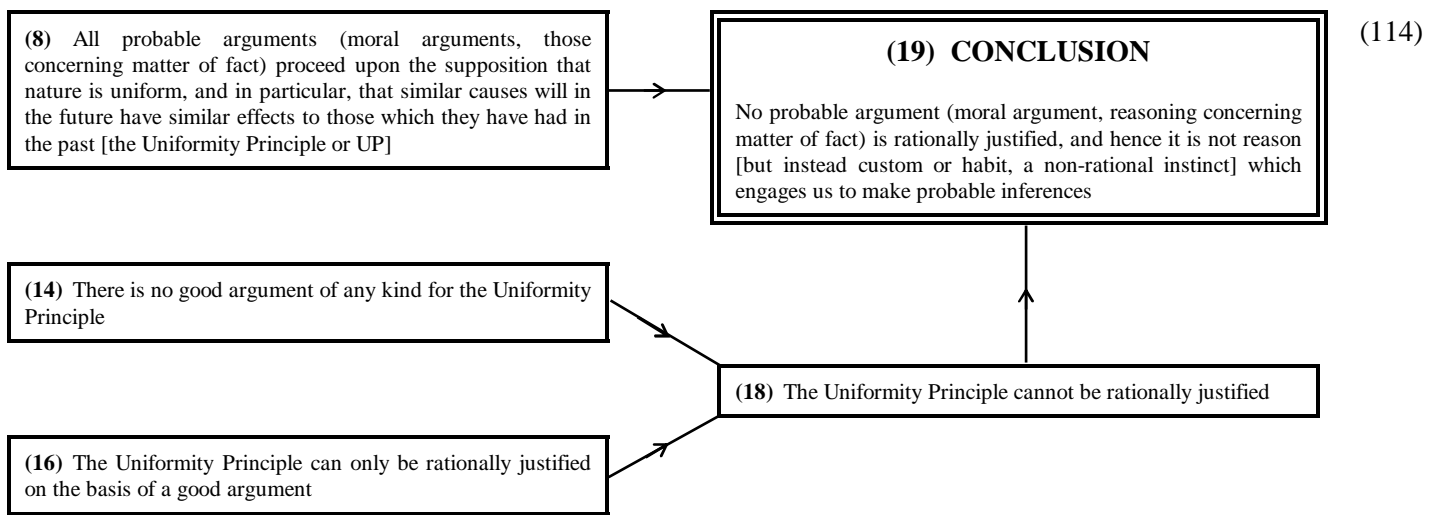 (8) All probable arguments (moral arguments, those
concerning matter of fact) proceed upon the supposition that
nature is uniform, and in particular, that similar causes will in
the future have similar effects to those which they have had in
the past [the Uniformity Principle or UP]
(19) CONCLUSION
No probable argument (moral argument, reasoning concerning
matter of fact) is rationally justified, and hence it is not reason
[but instead custom or habit, a non-rational instinct] which
engages us to make probable inferences
(114)
(14) There is no good argument of any kind for the Uniformity
Principle
(18) The Uniformity Principle cannot be rationally justified
(16) The Uniformity Principle can only be rationally justified
on the basis of a good argument